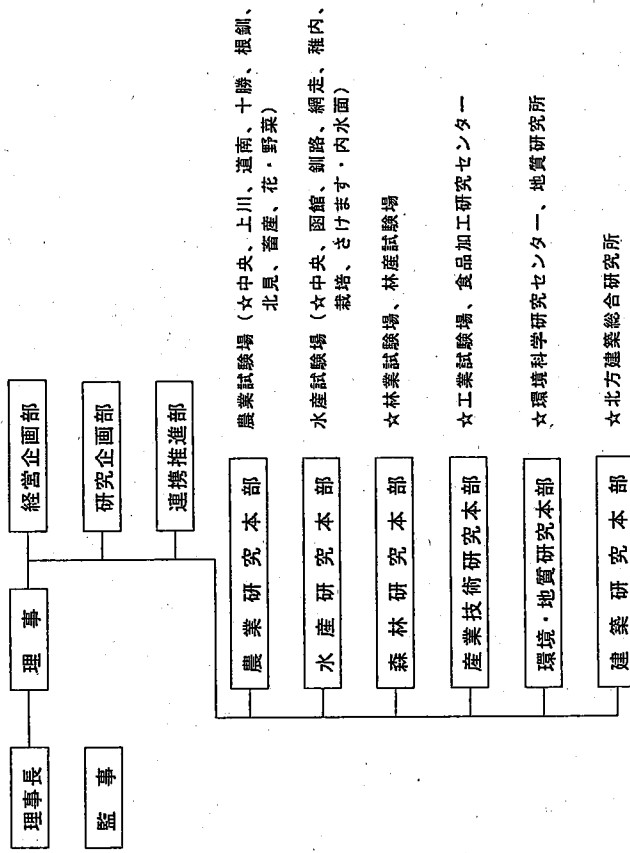 理事長
監 事
理 事
経営企画部
研究企画部
連携推進部
農業研究本部
農業試験場（☆中央、上川、道南、十勝、根釧、
北見、畜産、花・野菜）
水産研究本部
水産試験場（☆中央、函館、釧路、網走、稚内、
栽培、さけます・内水面）
森林研究本部
☆林業試験場、林産試験場
産業技術研究本部
☆工業試験場、食品加工研究センター
環境・地質研究本部
☆環境科学研究センター、地質研究所
建築研究本部
☆北方建築総合研究所